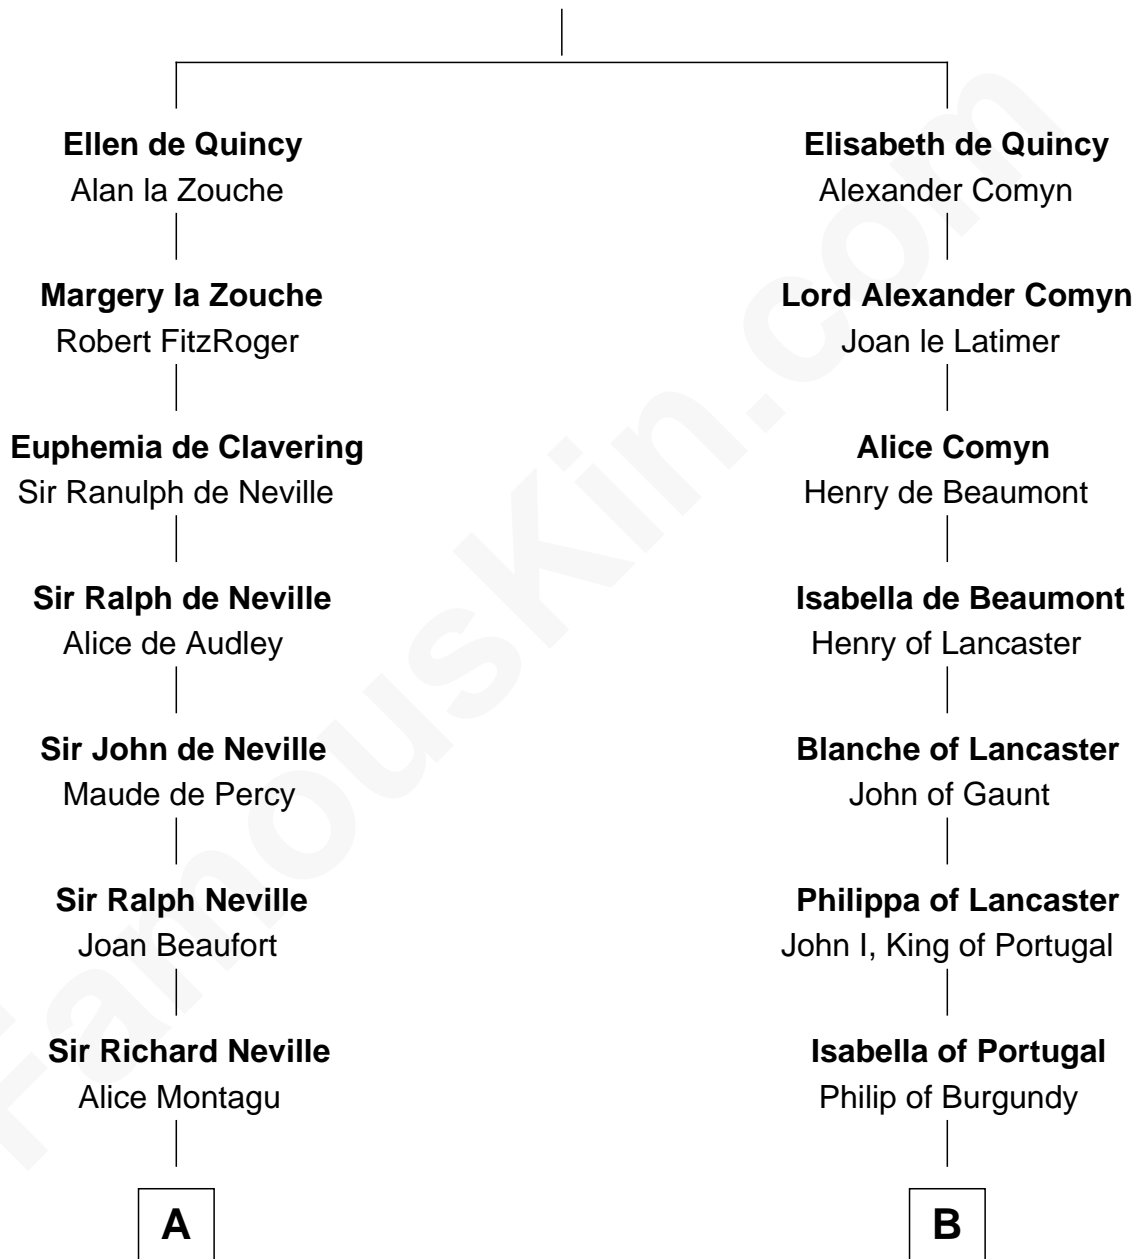 Ellen de Quincy
Alan la Zouche
Margery la Zouche
Robert FitzRoger
Euphemia de Clavering
Sir Ranulph de Neville
Sir Ralph de Neville
Alice de Audley
Sir John de Neville
Maude de Percy
Sir Ralph Neville
Joan Beaufort
Sir Richard Neville
Alice Montagu
A
Elisabeth de Quincy
Alexander Comyn
Lord Alexander Comyn
Joan le Latimer
Alice Comyn
Henry de Beaumont
Isabella de Beaumont
Henry of Lancaster
Blanche of Lancaster
John of Gaunt
Philippa of Lancaster
John I, King of Portugal
Isabella of Portugal
Philip of Burgundy
B
FamousKin.com